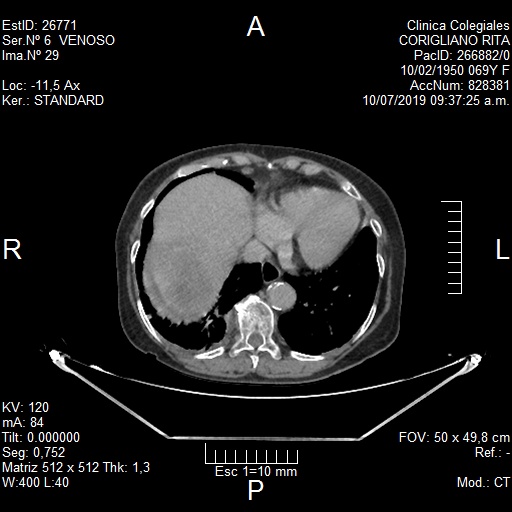 EstID: 26771
Ser.Nº 6 VENOSO
Ima.Nº 29
Loc: -11,5 Ax
Ker.: STANDARD
A
Clinica Colegiales
CORIGLIANO RITA
PacID: 266882/0
10/02/1950 069Y F
AccNum: 828381
10/07/2019 09:37:25 a.m.
R
L
KV: 120
mA: 84
Tilt: 0.000000
Seg: 0,752
Matriz 512 x 512 Thk: 1,3
W:400 L:40
Esc 1=10 mm
P
FOV: 50 x 49,8 cm
Ref.: -
Mod.: CT